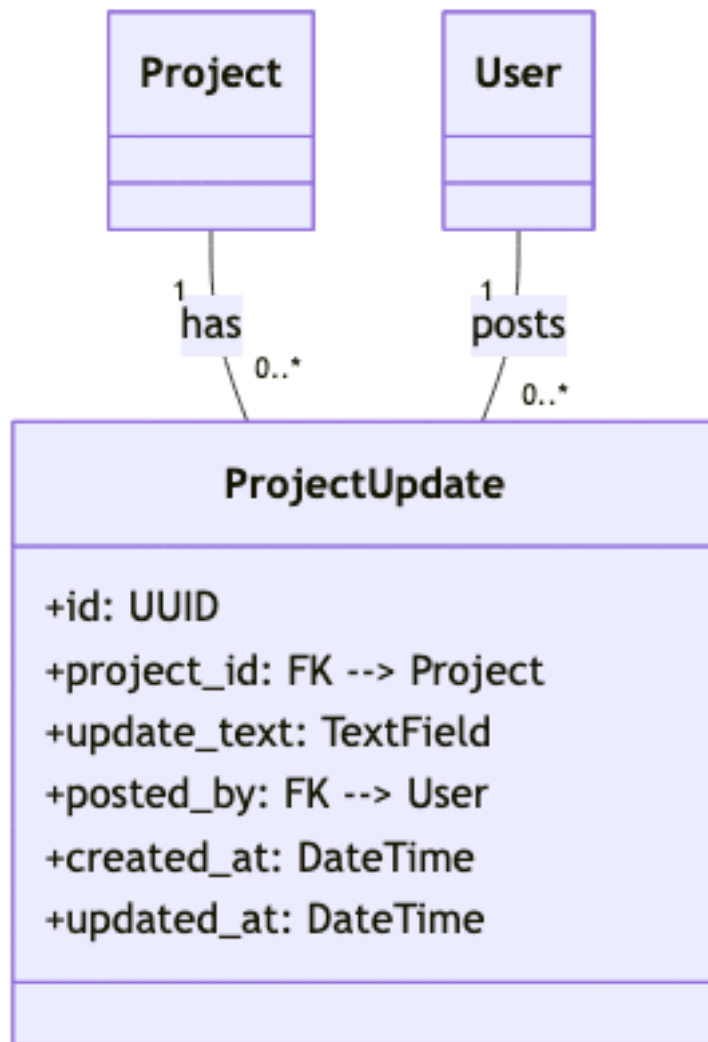 Project
User
1
has
0..*
1
posts
0..*
ProjectUpdate
+id: UUID
+project_id: FK --> Project
+update_text: TextField
+posted_by: FK --> User
+created_at: DateTime
+updated_at: DateTime